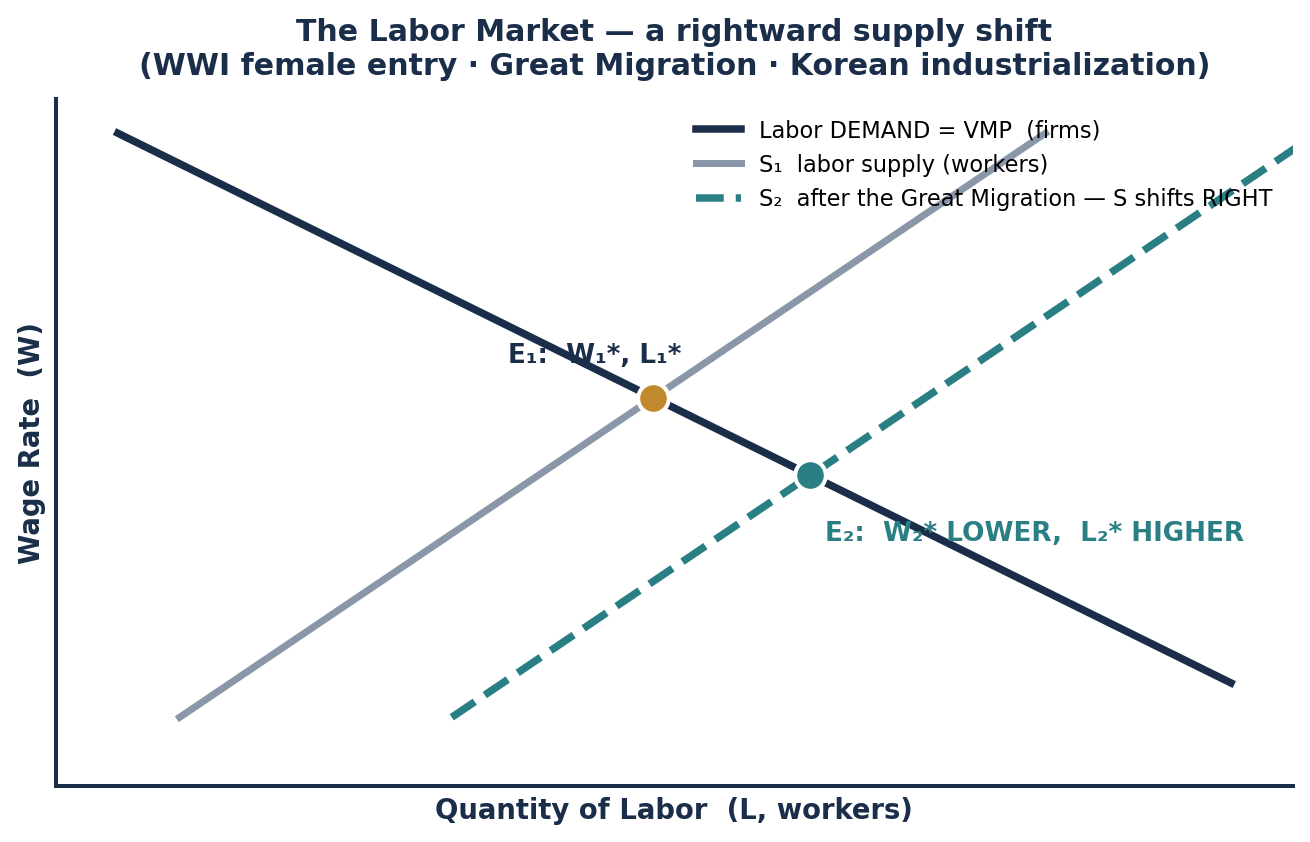 The Labor Market — a rightward supply shift
(WWI female entry · Great Migration · Korean industrialization)
Labor DEMAND = VMP  (firms)
S₁  labor supply (workers)
S₂  after the Great Migration — S shifts RIGHT
E₁:  W₁*, L₁*
E₂:  W₂* LOWER,  L₂* HIGHER
Wage Rate  (W)
Quantity of Labor  (L, workers)